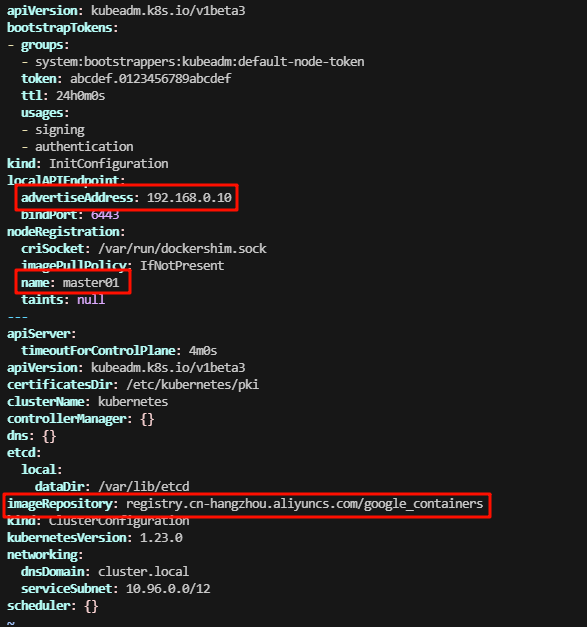 apiVersion: kubeadm.k8s.io/v1beta3
bootstrapTokens:
- groups:
  - system:bootstrappers:kubeadm:default-node-token
  token: abcdef.0123456789abcdef
  ttl: 24h0m0s
  usages:
  - signing
  - authentication
kind: InitConfiguration
localAPIEndpoint:
  advertiseAddress: 192.168.0.10
  bindPort: 6443
nodeRegistration:
  criSocket: /var/run/dockershim.sock
  imagePullPolicy: IfNotPresent
  name: master01
  taints: null
---
apiServer:
  timeoutForControlPlane: 4m0s
apiVersion: kubeadm.k8s.io/v1beta3
certificatesDir: /etc/kubernetes/pki
clusterName: kubernetes
controllerManager: {}
dns: {}
etcd:
  local:
    dataDir: /var/lib/etcd
imageRepository: registry.cn-hangzhou.aliyuncs.com/google_containers
kind: ClusterConfiguration
kubernetesVersion: 1.23.0
networking:
  dnsDomain: cluster.local
  serviceSubnet: 10.96.0.0/12
scheduler: {}
~